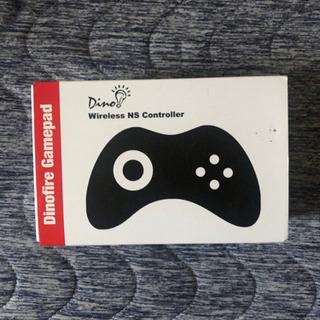 Dinofire Gamepad
Dino
Wireless NS Controller